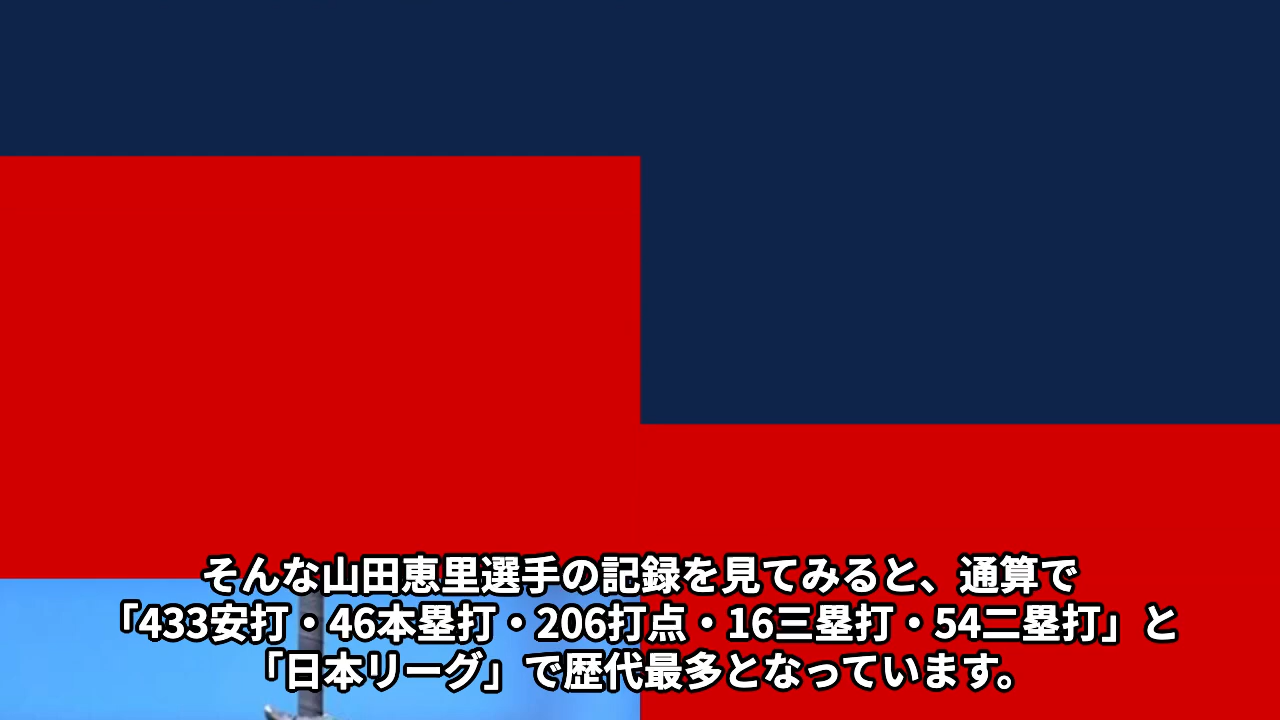 そんな山田恵里選手の記録を見てみると、通算で
「433安打・46本塁打・206打点・16三塁打・54二塁打」と
「日本リーグ」で歴代最多となっています。